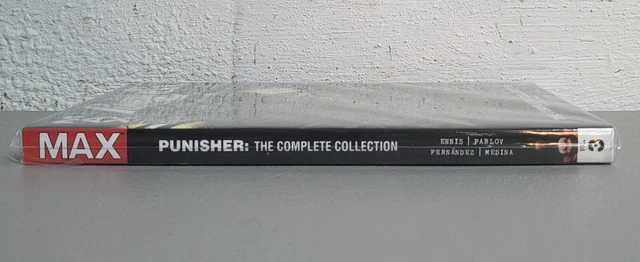 MAX
PUNISHER: THE COMPLETE COLLECTION
ENNIS | PARLOV
FERNÁNDEZ | MEDINA
3